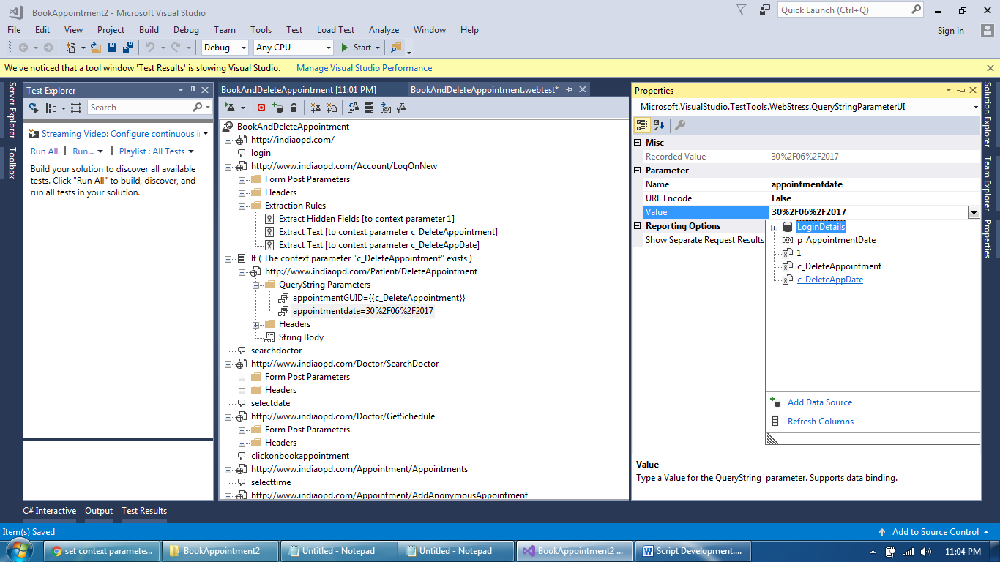 BookAppointment2 - Microsoft Visual Studio
Quick Launch (Ctrl+Q)
File Edit View Project Build Debug Team Tools Test Load Test Analyze Window Help
Sign in
Debug Any CPU Start
We've noticed that a tool window 'Test Results' is slowing Visual Studio. Manage Visual Studio Performance
Server Explorer
Toolbox
Test Explorer
Search
Streaming Video: Configure continuous i
Run All | Run... | Playlist : All Tests
Build your solution to discover all available
tests. Click "Run All" to build, discover, and
run all tests in your solution.
BookAndDeleteAppointment [11:01 PM]
BookAndDeleteAppointment.webtest*
BookAndDeleteAppointment
http://indiaopd.com/
login
http://www.indiaopd.com/Account/LogOnNew
Form Post Parameters
Headers
Extraction Rules
Extract Hidden Fields [to context parameter 1]
Extract Text [to context parameter c_DeleteAppointment]
Extract Text [to context parameter c_DeleteAppDate]
If ( The context parameter "c_DeleteAppointment" exists )
http://www.indiaopd.com/Patient/DeleteAppointment
QueryString Parameters
appointmentGUID={{c_DeleteAppointment}}
appointmentdate=30%2F06%2F2017
Headers
String Body
searchdoctor
http://www.indiaopd.com/Doctor/SearchDoctor
Form Post Parameters
Headers
selectdate
http://www.indiaopd.com/Doctor/GetSchedule
Form Post Parameters
Headers
clickonbookappointment
http://www.indiaopd.com/Appointment/Appointments
selecttime
http://www.indiaopd.com/Appointment/AddAnonymousAppointment
Properties
Microsoft.VisualStudio.TestTools.WebStress.QueryStringParameterUI
Misc
Recorded Value 30%2F06%2F2017
Parameter
Name appointmentdate
URL Encode False
Value 30%2F06%2F2017
Reporting Options
Show Separate Request Results
LoginDetails
p_AppointmentDate
1
c_DeleteAppointment
c_DeleteAppDate
Add Data Source
Refresh Columns
Value
Type a Value for the QueryString parameter. Supports data binding.
Solution Explorer
Team Explorer
Properties
C# Interactive Output Test Results
Item(s) Saved
Add to Source Control
set context paramete... BookAppointment2 Untitled - Notepad Untitled - Notepad BookAppointment2 ... Script Development.... 11:04 PM